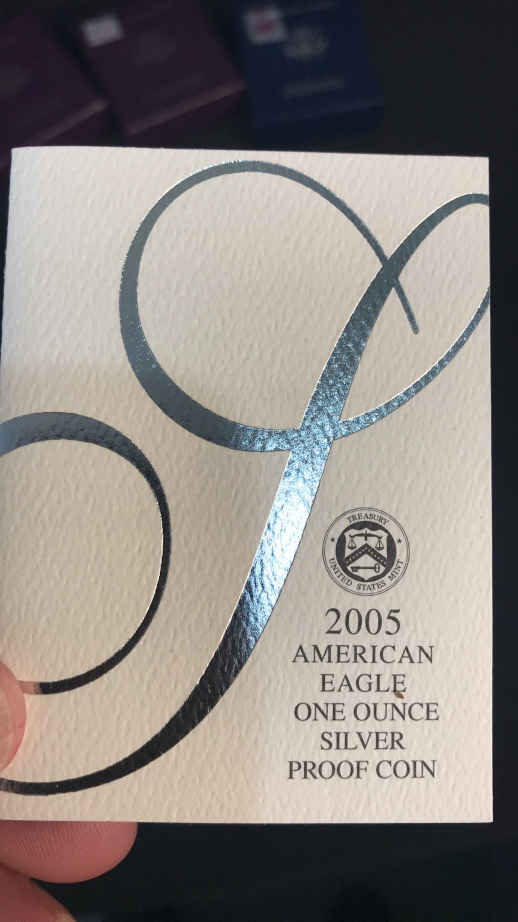 TREASURY
UNITED STATES MINT
2005
AMERICAN
EAGLE
ONE OUNCE
SILVER
PROOF COIN